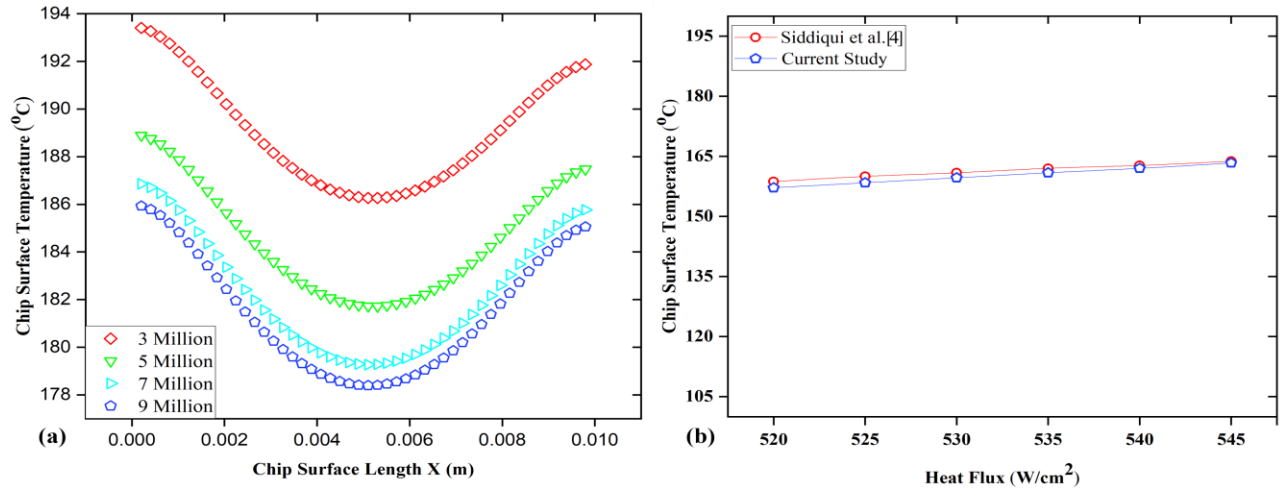 194
192
190
188
186
184
182
180
178
Chip Surface Temperature (⁰C)
3 Million
5 Million
7 Million
9 Million
(a)
0.000 0.002 0.004 0.006 0.008 0.010
Chip Surface Length X (m)
195
180
165
150
135
120
105
Chip Surface Temperature (⁰C)
Siddiqui et al.[4]
Current Study
(b)
520 525 530 535 540 545
Heat Flux (W/cm²)